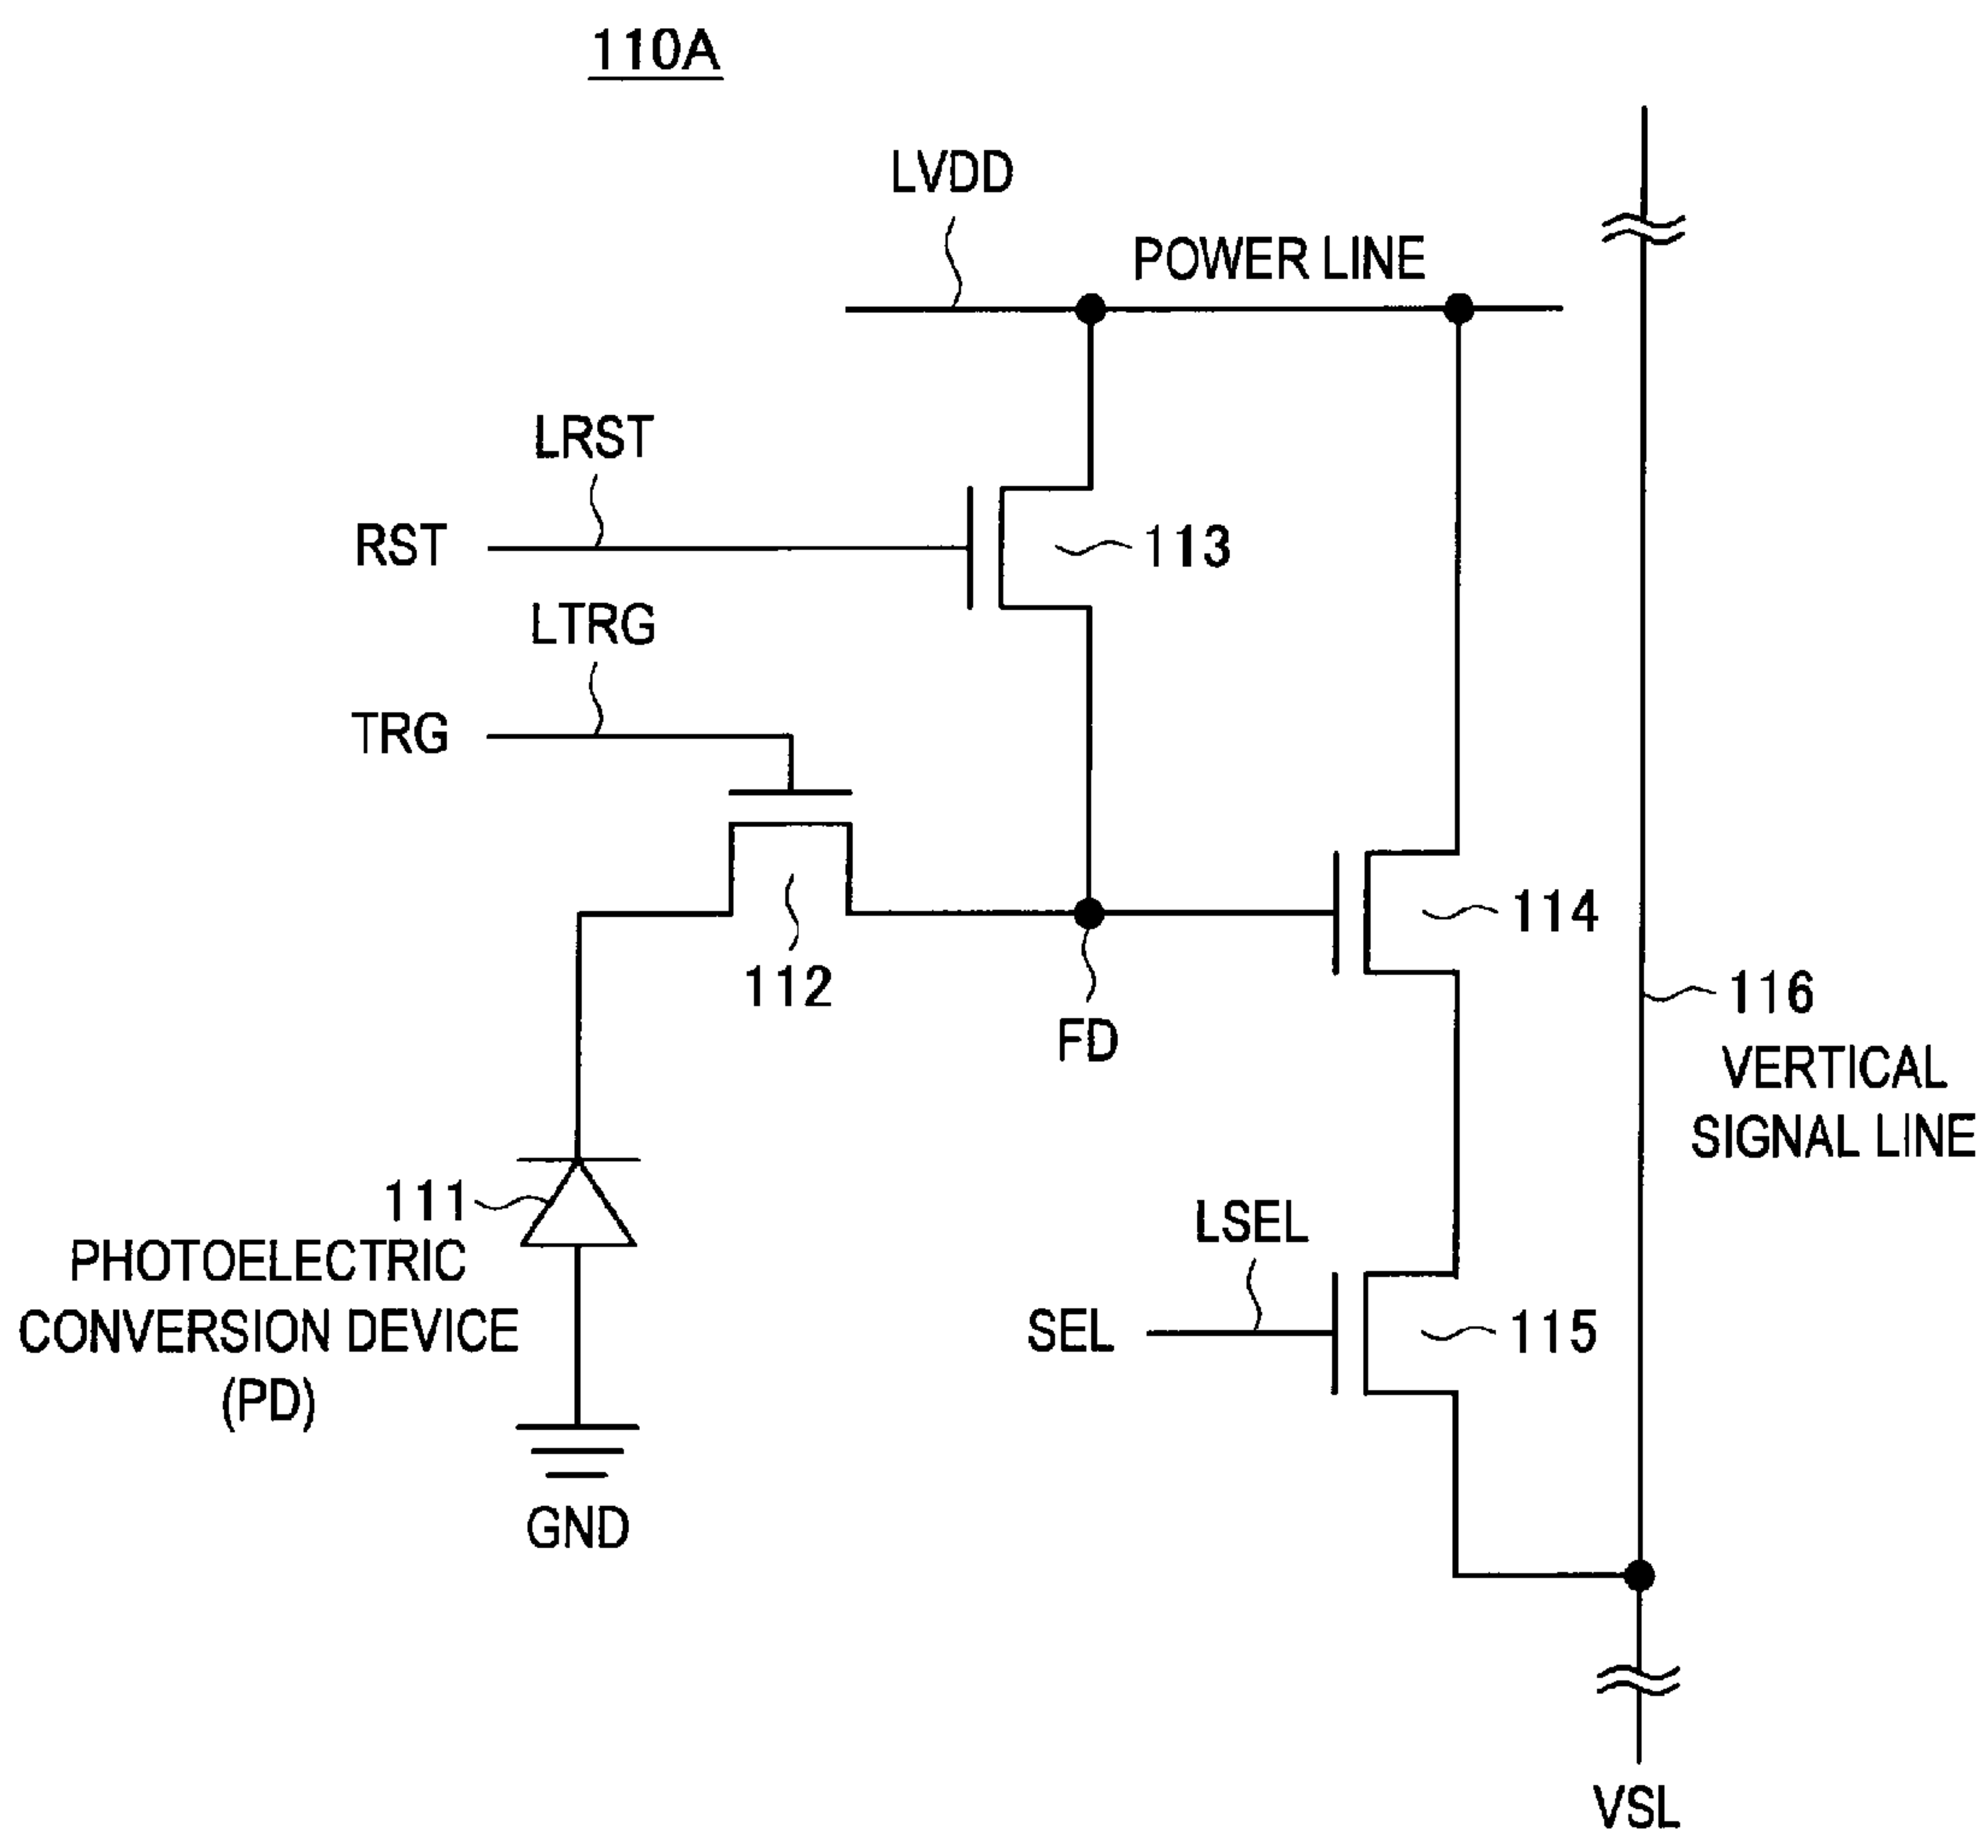 110A
LVDD
POWER LINE
LRST
RST
113
LTRG
TRG
112
FD
114
116
VERTICAL
SIGNAL LINE
111
PHOTOELECTRIC
CONVERSION DEVICE
(PD)
LSEL
SEL
115
GND
VSL